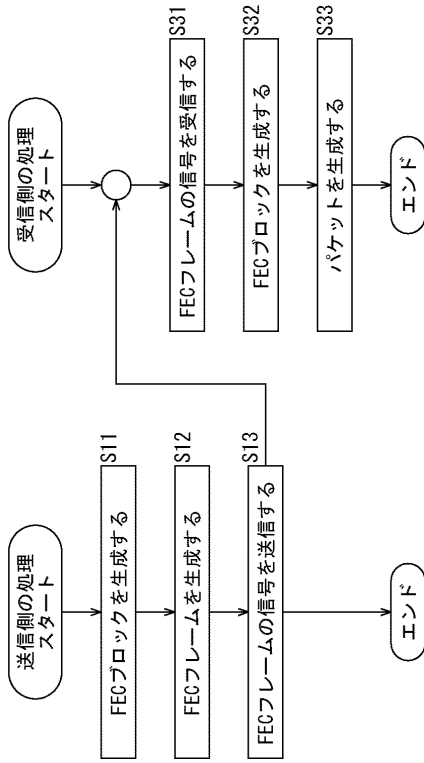 送信側の処理
スタート
FECブロックを生成する
S11
FECフレームを生成する
S12
FECフレームの信号を送信する
S13
エンド
受信側の処理
スタート
FECフレームの信号を受信する
S31
FECブロックを生成する
S32
パケットを生成する
S33
エンド